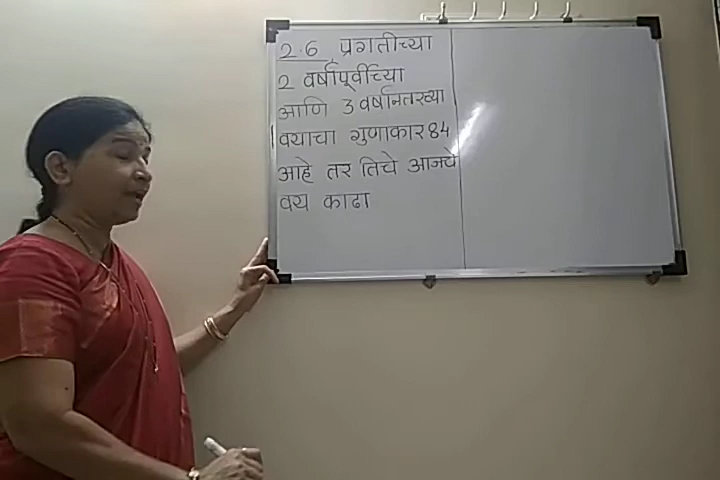 2.6 प्रगतीच्या
2 वर्षांपूर्वीच्या
आणि 3 वर्षानंतरच्या
वयाचा गुणाकार 84
आहे तर तिचे आजचे
वय काढा